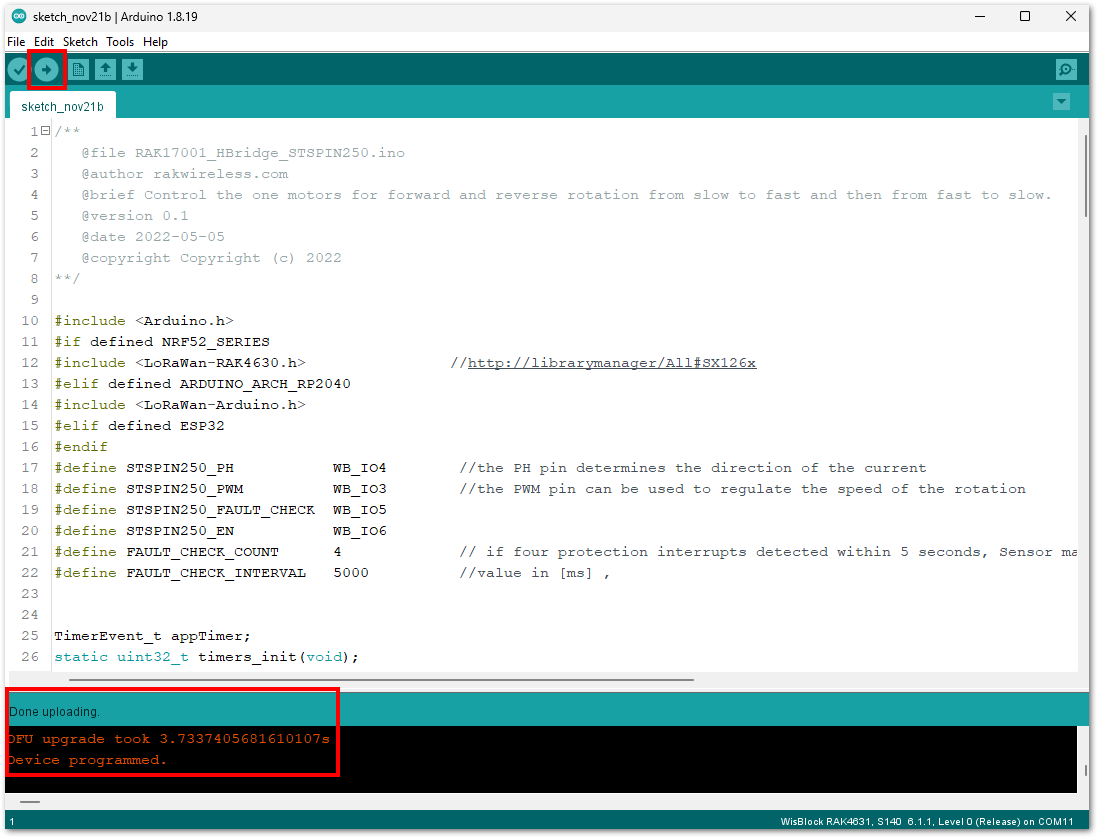 sketch_nov21b | Arduino 1.8.19
File Edit Sketch Tools Help
sketch_nov21b
1 /**
2 @file RAK17001_HBridge_STSPIN250.ino
3 @author rakwireless.com
4 @brief Control the one motors for forward and reverse rotation from slow to fast and then from fast to slow.
5 @version 0.1
6 @date 2022-05-05
7 @copyright Copyright (c) 2022
8 **/
9
10 #include <Arduino.h>
11 #if defined NRF52_SERIES
12 #include <LoRaWan-RAK4630.h> //http://librarymanager/All#SX126x
13 #elif defined ARDUINO_ARCH_RP2040
14 #include <LoRaWan-Arduino.h>
15 #elif defined ESP32
16 #endif
17 #define STSPIN250_PH WB_IO4 //the PH pin determines the direction of the current
18 #define STSPIN250_PWM WB_IO3 //the PWM pin can be used to regulate the speed of the rotation
19 #define STSPIN250_FAULT_CHECK WB_IO5
20 #define STSPIN250_EN WB_IO6
21 #define FAULT_CHECK_COUNT 4 // if four protection interrupts detected within 5 seconds, Sensor ma
22 #define FAULT_CHECK_INTERVAL 5000 //value in [ms] ,
23
24
25 TimerEvent_t appTimer;
26 static uint32_t timers_init(void);
Done uploading.
DFU upgrade took 3.7337405681610107s
Device programmed.
1 WisBlock RAK4631, S140 6.1.1, Level 0 (Release) on COM11